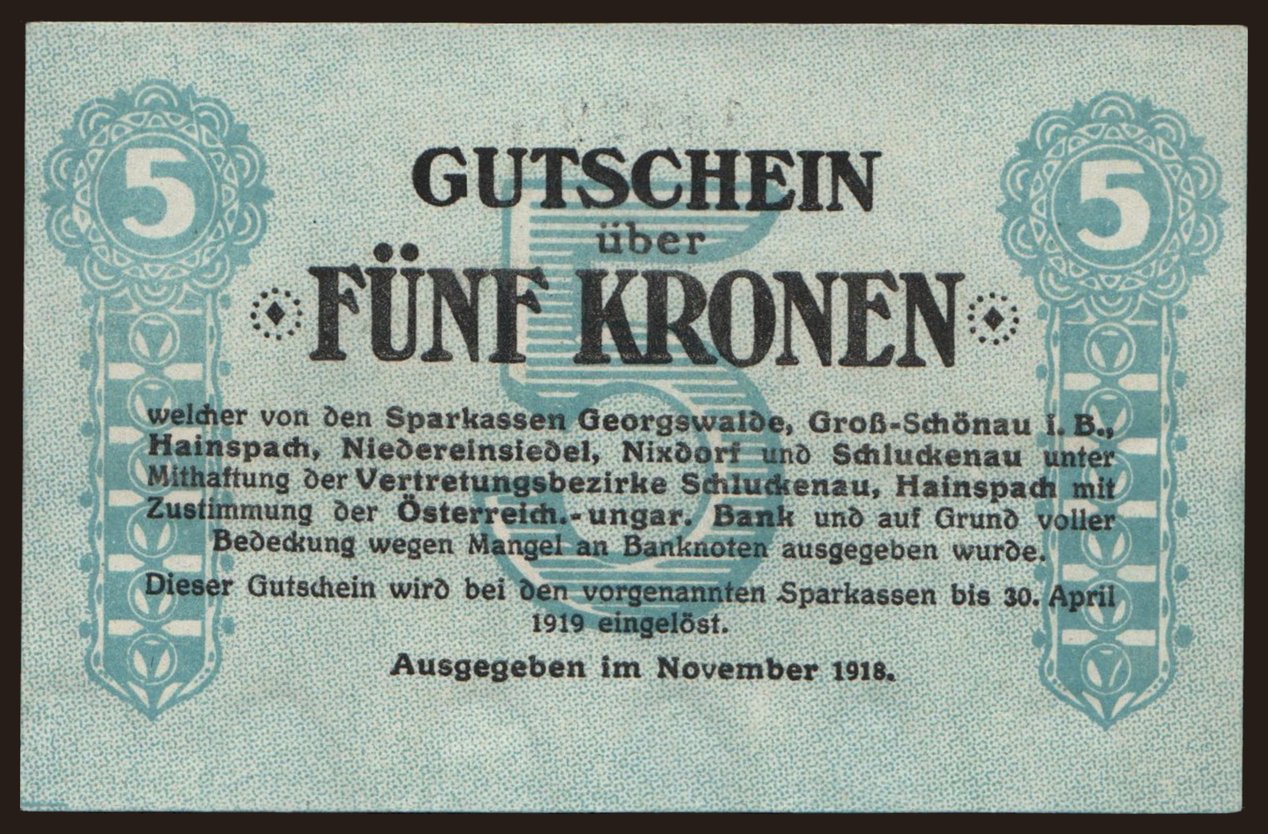 5
5
GUTSCHEIN
über
FÜNF KRONEN
5
welcher von den Sparkassen Georgswalde, Groß-Schönau i. B.,
Hainspach, Niedereinsiedel, Nixdorf und Schluckenau unter
Mithaftung der Vertretungsbezirke Schluckenau, Hainspach mit
Zustimmung der Österreich.-ungar. Bank und auf Grund voller
Bedeckung wegen Mangel an Banknoten ausgegeben wurde.
Dieser Gutschein wird bei den vorgenannten Sparkassen bis 30. April
1919 eingelöst.
Ausgegeben im November 1918.